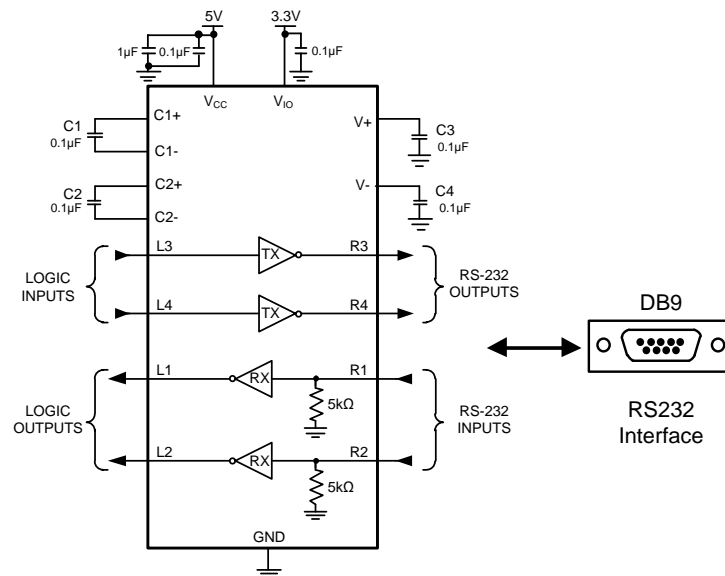 5V
3.3V
1µF
0.1µF
0.1µF
VCC
VIO
C1
0.1µF
C1+
C1-
V+
C3
0.1µF
C2
0.1µF
C2+
C2-
V-
C4
0.1µF
LOGIC
INPUTS
L3
TX
R3
L4
TX
R4
RS-232
OUTPUTS
LOGIC
OUTPUTS
L1
RX
R1
5kΩ
L2
RX
R2
5kΩ
RS-232
INPUTS
GND
DB9
RS232
Interface